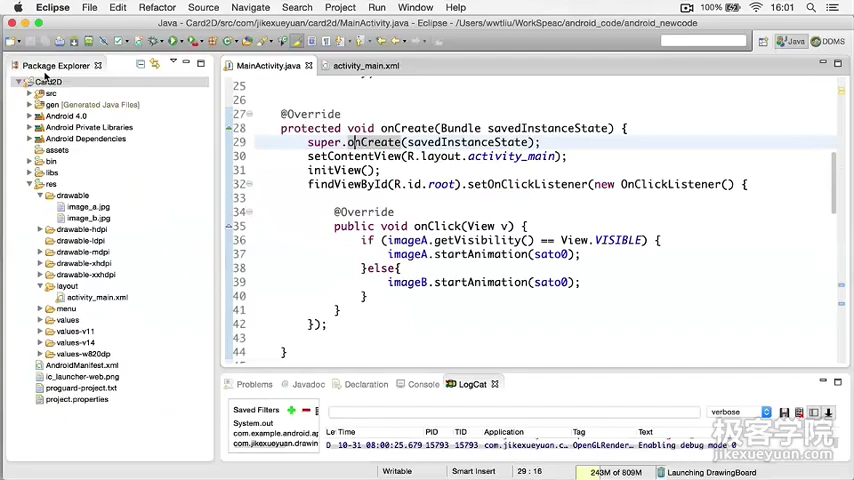 Eclipse File Edit Refactor Source Navigate Search Project Run Window Help 100% 16:01
Java - Card2D/src/com/jikexueyuan/card2d/MainActivity.java - Eclipse - /Users/wwtliu/WorkSpeac/android_code/android_newcode
Java DDMS
Package Explorer
Card2D
src
gen [Generated Java Files]
Android 4.0
Android Private Libraries
Android Dependencies
assets
bin
libs
res
drawable
image_a.jpg
image_b.jpg
drawable-hdpi
drawable-ldpi
drawable-mdpi
drawable-xhdpi
drawable-xxhdpi
layout
activity_main.xml
menu
values
values-v11
values-v14
values-w820dp
AndroidManifest.xml
ic_launcher-web.png
proguard-project.txt
project.properties
MainActivity.java activity_main.xml
25
26
27 @Override
28 protected void onCreate(Bundle savedInstanceState) {
29 super.onCreate(savedInstanceState);
30 setContentView(R.layout.activity_main);
31 initView();
32 findViewById(R.id.root).setOnClickListener(new OnClickListener() {
33
34 @Override
35 public void onClick(View v) {
36 if (imageA.getVisibility() == View.VISIBLE) {
37 imageA.startAnimation(sato0);
38 }else{
39 imageB.startAnimation(sato0);
40 }
41 }
42 });
43
44 }
Problems Javadoc Declaration Console LogCat
Saved Filters
System.out
com.example.android.a
com.jikexueyuan.drawin
verbose
Le Time PID TID Application Tag Text
D 10-31 08:00:25.679 15793 15793 com.jikexueyuan.d… OpenGLRender… Enabling debug mode 0
极客学院
jikexueyuan.com
Writable Smart Insert 29 : 16 243M of 809M Launching DrawingBoard